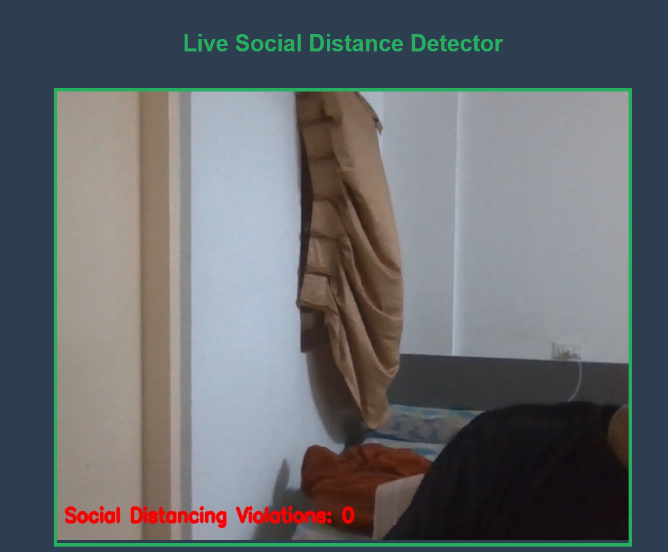 Live Social Distance Detector
Social Distancing Violations: 0